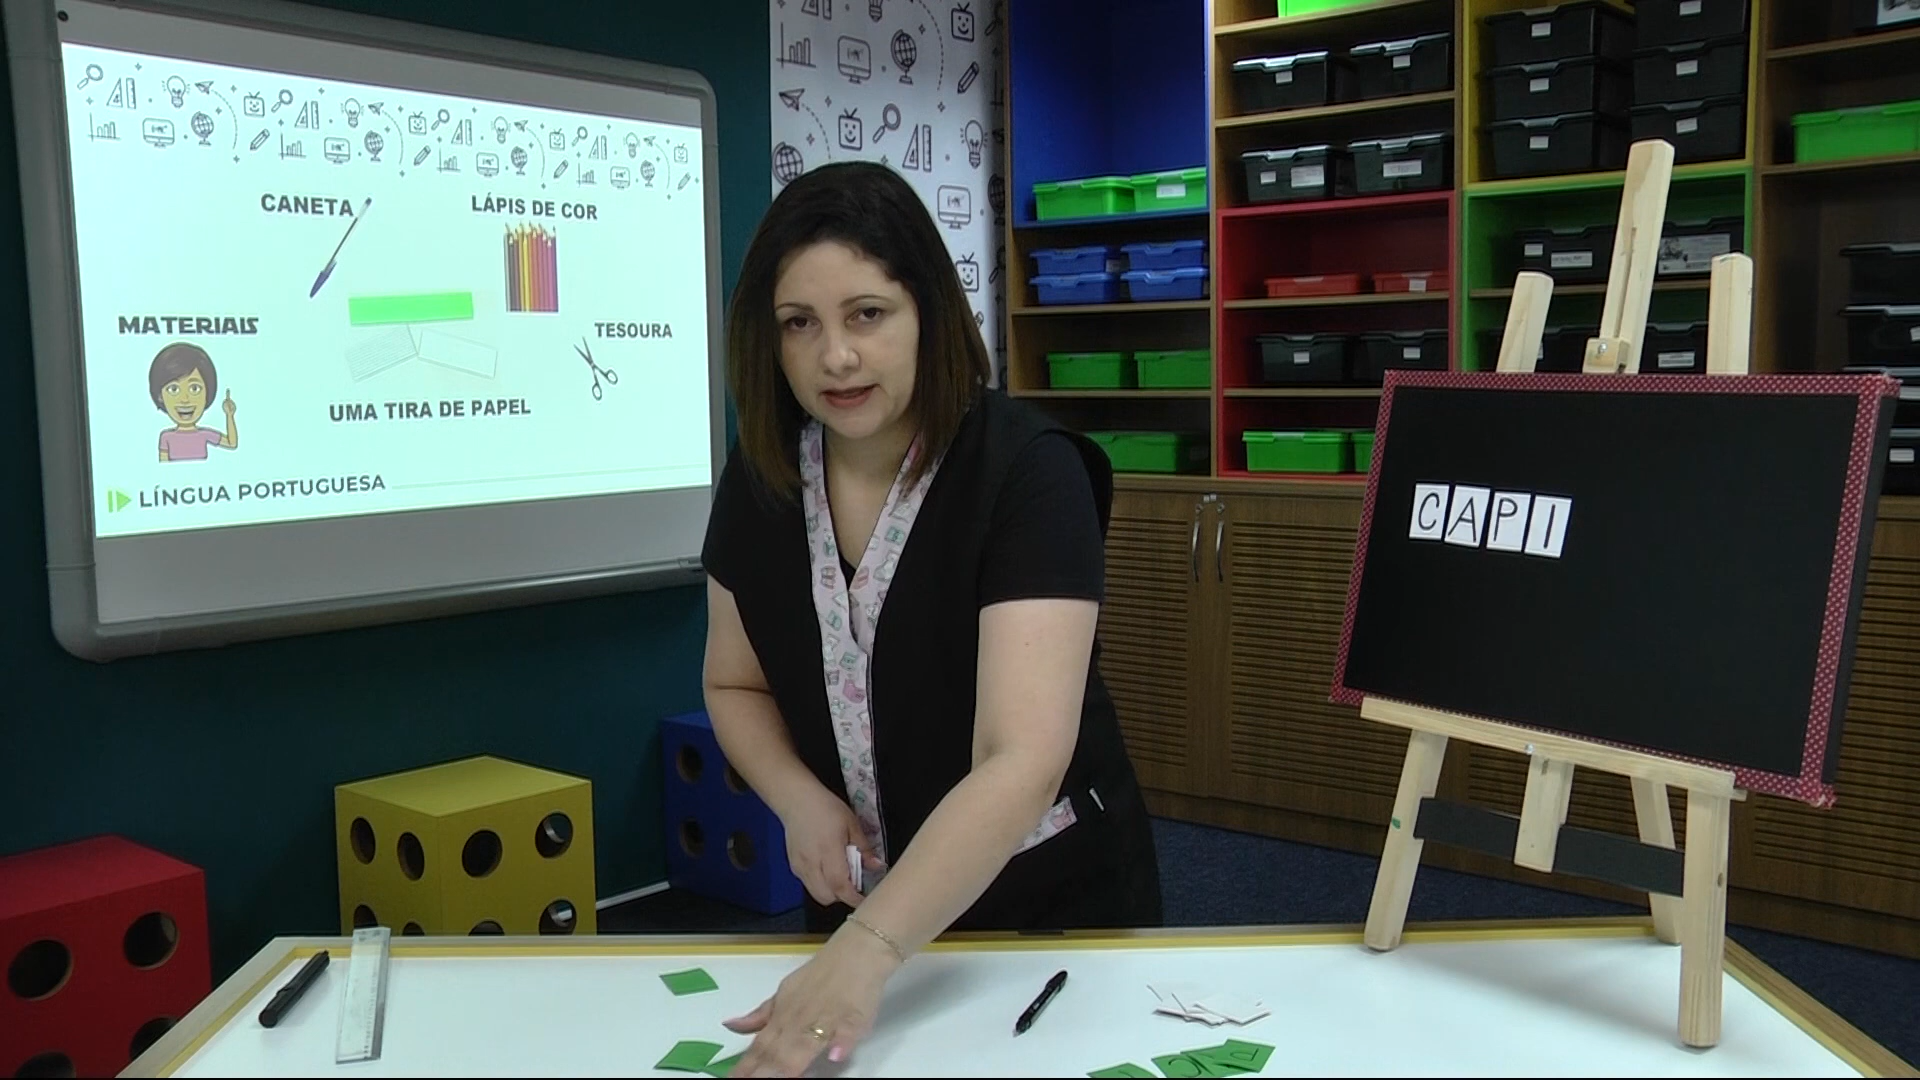 CANETA
LÁPIS DE COR
MATERIAIS
TESOURA
UMA TIRA DE PAPEL
LÍNGUA PORTUGUESA
CAPI